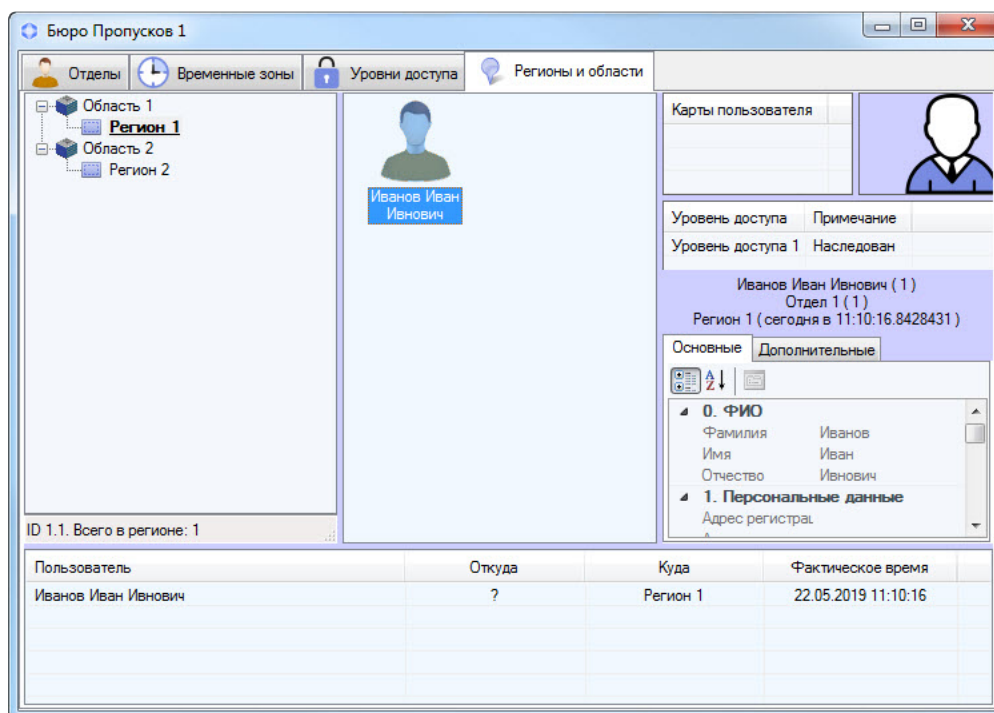 Бюро Пропусков 1
Отделы Временные зоны Уровни доступа Регионы и области
Область 1
Регион 1
Область 2
Регион 2
ID 1.1. Всего в регионе: 1
Иванов Иван
Ивнович
Карты пользователя
Уровень доступа Примечание
Уровень доступа 1 Наследован
Иванов Иван Ивнович ( 1 )
Отдел 1 ( 1 )
Регион 1 ( сегодня в 11:10:16.8428431 )
Основные Дополнительные
0. ФИО
Фамилия Иванов
Имя Иван
Отчество Ивнович
1. Персональные данные
Адрес регистрац
Пользователь Откуда Куда Фактическое время
Иванов Иван Ивнович ? Регион 1 22.05.2019 11:10:16